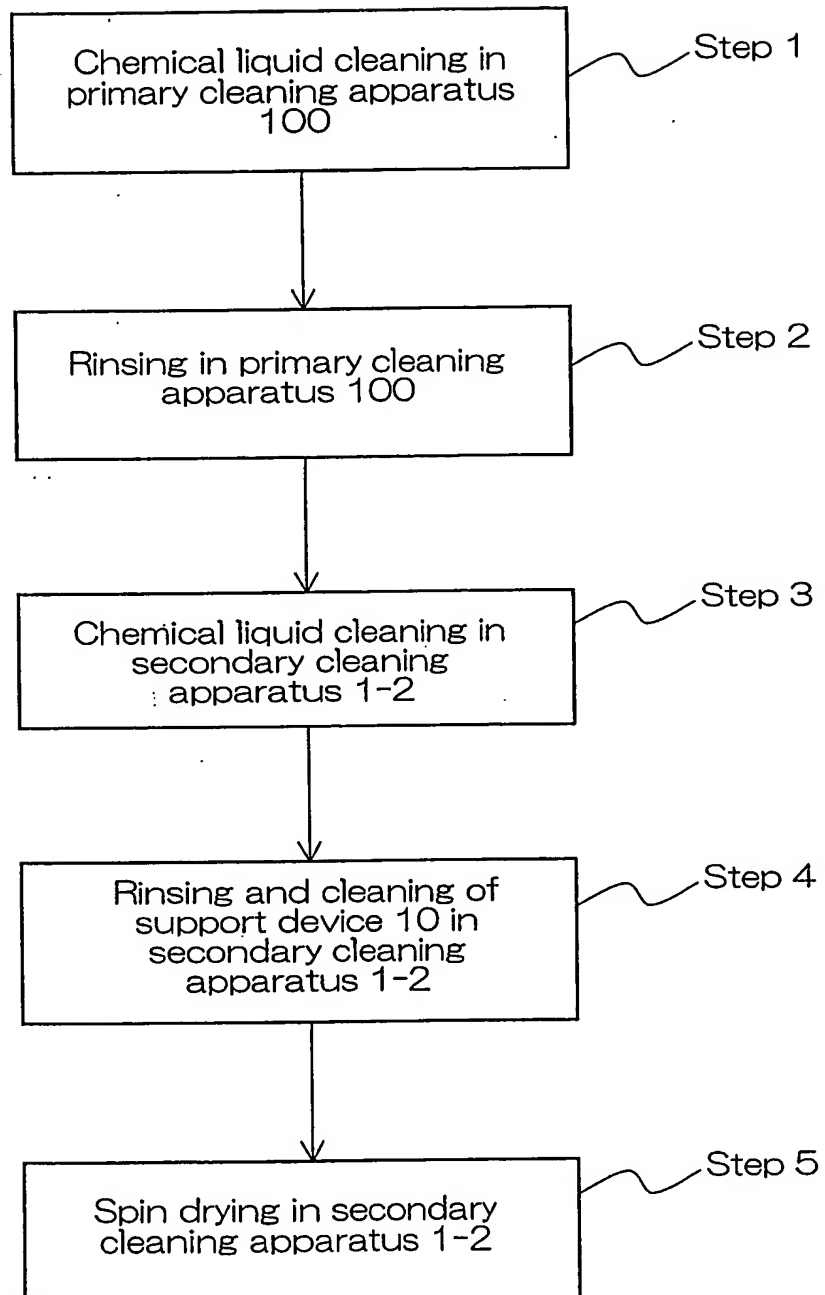 Chemical liquid cleaning in
primary cleaning apparatus
100
Step 1
Rinsing in primary cleaning
apparatus 100
Step 2
Chemical liquid cleaning in
secondary cleaning
apparatus 1-2
Step 3
Rinsing and cleaning of
support device 10 in
secondary cleaning
apparatus 1-2
Step 4
Spin drying in secondary
cleaning apparatus 1-2
Step 5